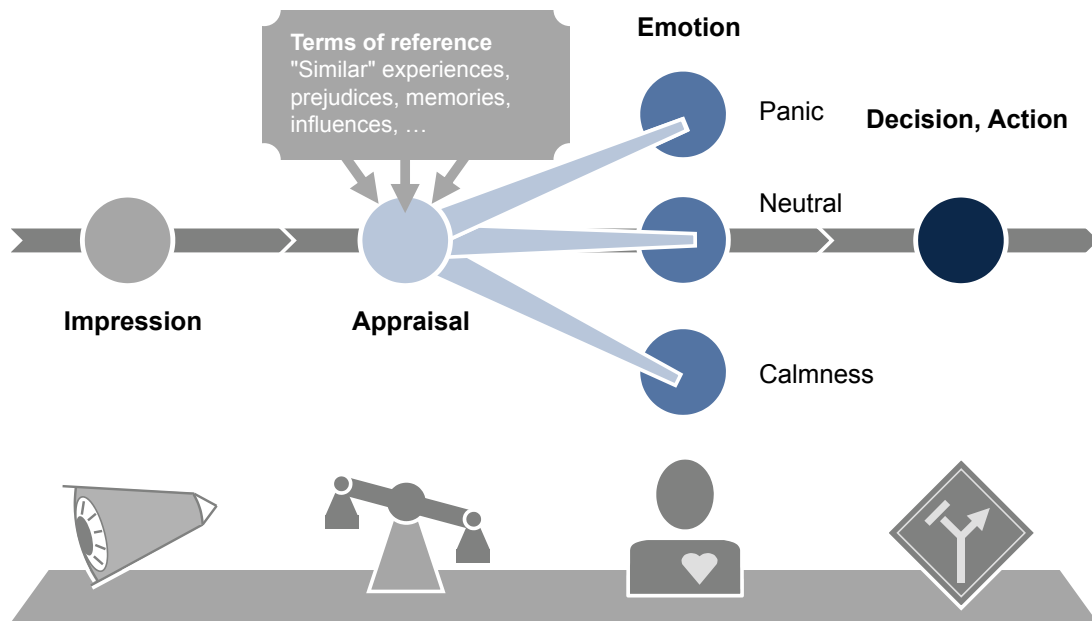 Terms of reference
"Similar" experiences,
prejudices, memories,
influences, …
Emotion
Panic
Decision, Action
Neutral
Impression
Appraisal
Calmness